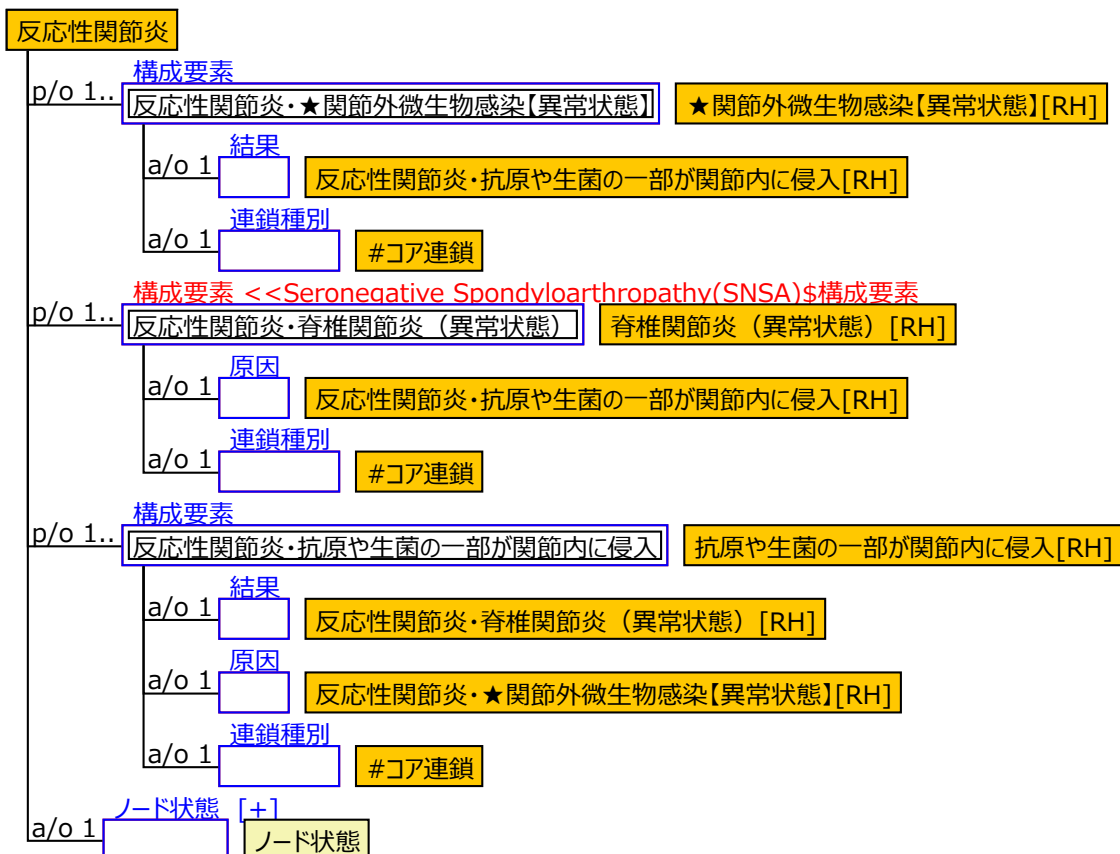 反応性関節炎
構成要素
p/o 1.. 反応性関節炎・★関節外微生物感染【異常状態】 ★関節外微生物感染【異常状態】[RH]
結果
a/o 1 反応性関節炎・抗原や生菌の一部が関節内に侵入[RH]
連鎖種別
a/o 1 #コア連鎖
構成要素 <<Seronegative Spondyloarthropathy(SNSA)$構成要素
p/o 1.. 反応性関節炎・脊椎関節炎（異常状態） 脊椎関節炎（異常状態）[RH]
原因
a/o 1 反応性関節炎・抗原や生菌の一部が関節内に侵入[RH]
連鎖種別
a/o 1 #コア連鎖
構成要素
p/o 1.. 反応性関節炎・抗原や生菌の一部が関節内に侵入 抗原や生菌の一部が関節内に侵入[RH]
結果
a/o 1 反応性関節炎・脊椎関節炎（異常状態）[RH]
原因
a/o 1 反応性関節炎・★関節外微生物感染【異常状態】[RH]
連鎖種別
a/o 1 #コア連鎖
ノード状態 [+]
a/o 1 ノード状態